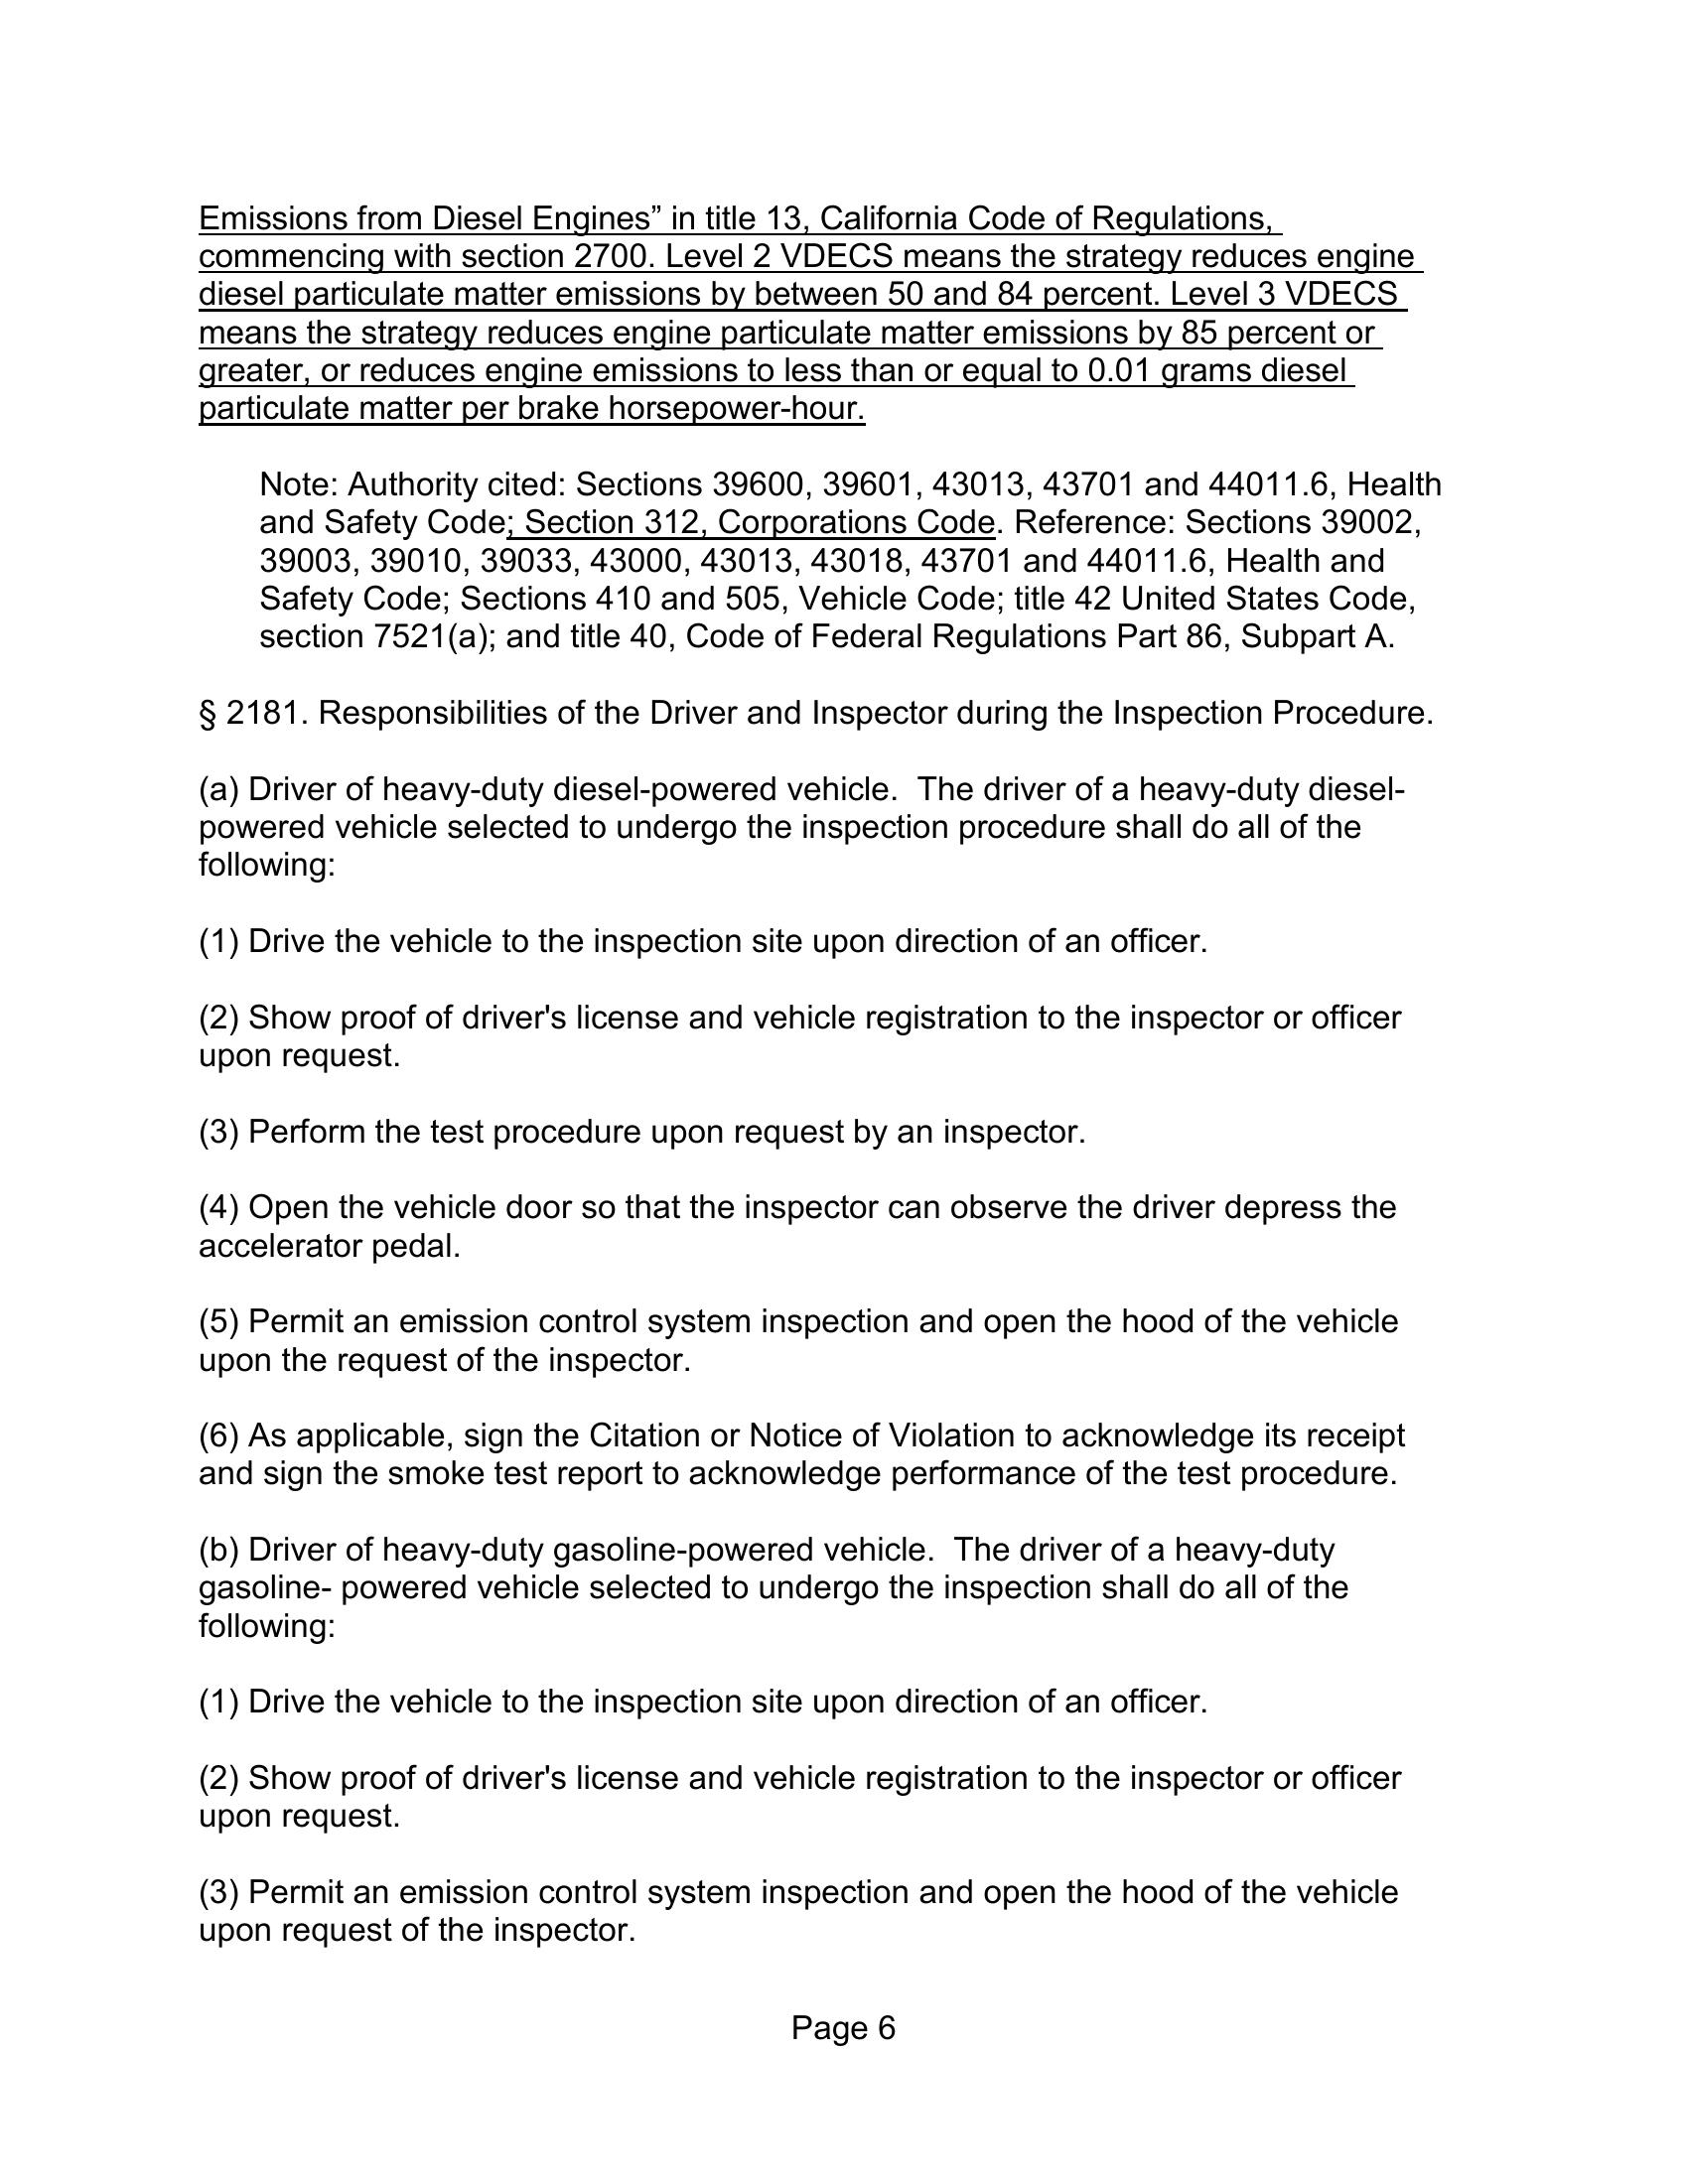 Emissions from Diesel Engines” in title 13, California Code of Regulations,
commencing with section 2700. Level 2 VDECS means the strategy reduces engine
diesel particulate matter emissions by between 50 and 84 percent. Level 3 VDECS
means the strategy reduces engine particulate matter emissions by 85 percent or
greater, or reduces engine emissions to less than or equal to 0.01 grams diesel
particulate matter per brake horsepower-hour.
Note: Authority cited: Sections 39600, 39601, 43013, 43701 and 44011.6, Health
and Safety Code; Section 312, Corporations Code. Reference: Sections 39002,
39003, 39010, 39033, 43000, 43013, 43018, 43701 and 44011.6, Health and
Safety Code; Sections 410 and 505, Vehicle Code; title 42 United States Code,
section 7521(a); and title 40, Code of Federal Regulations Part 86, Subpart A.
§ 2181. Responsibilities of the Driver and Inspector during the Inspection Procedure.
(a) Driver of heavy-duty diesel-powered vehicle.  The driver of a heavy-duty diesel-
powered vehicle selected to undergo the inspection procedure shall do all of the
following:
(1) Drive the vehicle to the inspection site upon direction of an officer.
(2) Show proof of driver's license and vehicle registration to the inspector or officer
upon request.
(3) Perform the test procedure upon request by an inspector.
(4) Open the vehicle door so that the inspector can observe the driver depress the
accelerator pedal.
(5) Permit an emission control system inspection and open the hood of the vehicle
upon the request of the inspector.
(6) As applicable, sign the Citation or Notice of Violation to acknowledge its receipt
and sign the smoke test report to acknowledge performance of the test procedure.
(b) Driver of heavy-duty gasoline-powered vehicle.  The driver of a heavy-duty
gasoline- powered vehicle selected to undergo the inspection shall do all of the
following:
(1) Drive the vehicle to the inspection site upon direction of an officer.
(2) Show proof of driver's license and vehicle registration to the inspector or officer
upon request.
(3) Permit an emission control system inspection and open the hood of the vehicle
upon request of the inspector.
Page 6